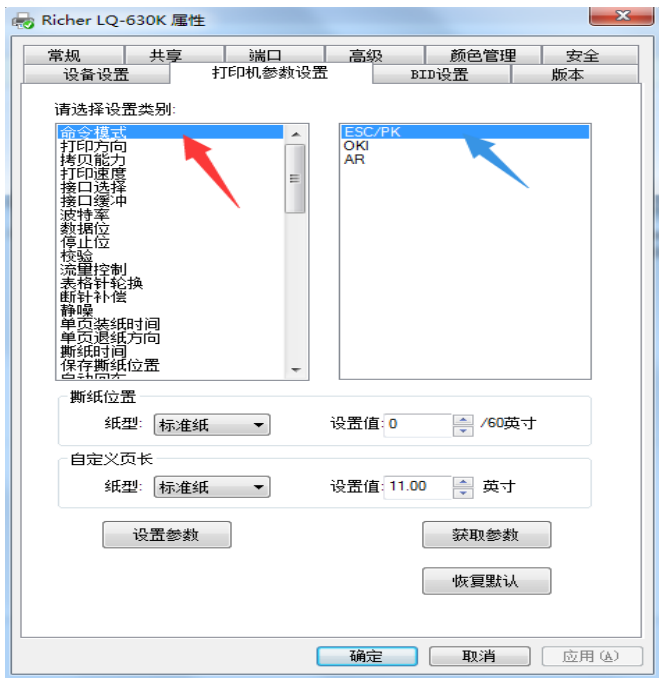 Richer LQ-630K 属性
常规 共享 端口 高级 颜色管理 安全
设备设置 打印机参数设置 BID设置 版本
请选择设置类别:
命令模式
打印方向
拷贝能力
打印速度
接口选择
接口缓冲
波特率
数据位
停止位
校验
流量控制
表格针轮换
断针补偿
静噪
单页装纸时间
单页退纸方向
撕纸时间
保存撕纸位置
ESC/PK
OKI
AR
撕纸位置
纸型: 标准纸 设置值: 0 /60英寸
自定义页长
纸型: 标准纸 设置值: 11.00 英寸
设置参数 获取参数
恢复默认
确定 取消 应用(A)